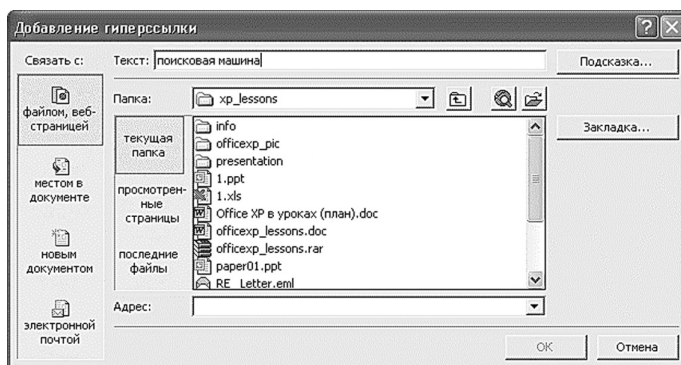 Добавление гиперссылки
Связать с:
Текст: поисковая машина
Подсказка...
файлом, веб-
страницей
Папка:
xp_lessons
Закладка...
текущая
папка
info
officexp_pic
presentation
1.ppt
1.xls
Office XP в уроках (план).doc
officexp_lessons.doc
officexp_lessons.rar
paper01.ppt
RE_Letter.eml
местом в
документе
просмотрен-
ные
страницы
новым
документом
последние
файлы
Адрес:
электронной
почтой
OK
Отмена